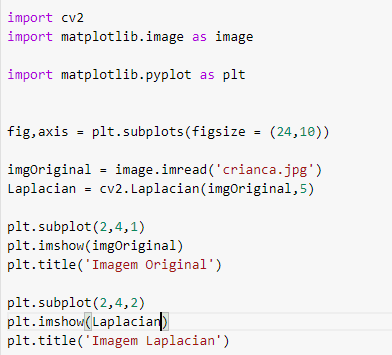 import cv2
import matplotlib.image as image
import matplotlib.pyplot as plt
fig,axis = plt.subplots(figsize = (24,10))
imgOriginal = image.imread('crianca.jpg')
Laplacian = cv2.Laplacian(imgOriginal,5)
plt.subplot(2,4,1)
plt.imshow(imgOriginal)
plt.title('Imagem Original')
plt.subplot(2,4,2)
plt.imshow(Laplacian)
plt.title('Imagem Laplacian')